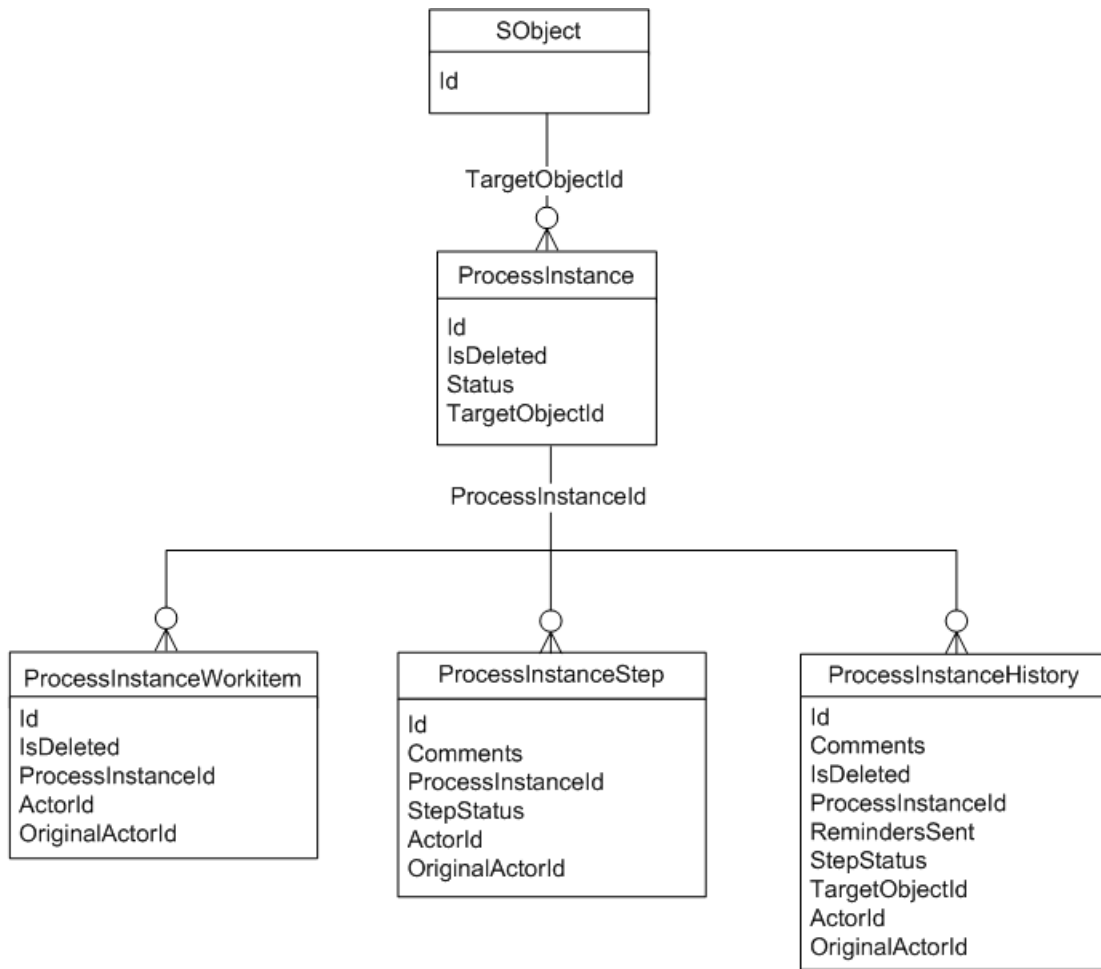 SObject
Id
TargetObjectId
ProcessInstance
Id
IsDeleted
Status
TargetObjectId
ProcessInstanceId
ProcessInstanceWorkitem
Id
IsDeleted
ProcessInstanceId
ActorId
OriginalActorId
ProcessInstanceStep
Id
Comments
ProcessInstanceId
StepStatus
ActorId
OriginalActorId
ProcessInstanceHistory
Id
Comments
IsDeleted
ProcessInstanceId
RemindersSent
StepStatus
TargetObjectId
ActorId
OriginalActorId